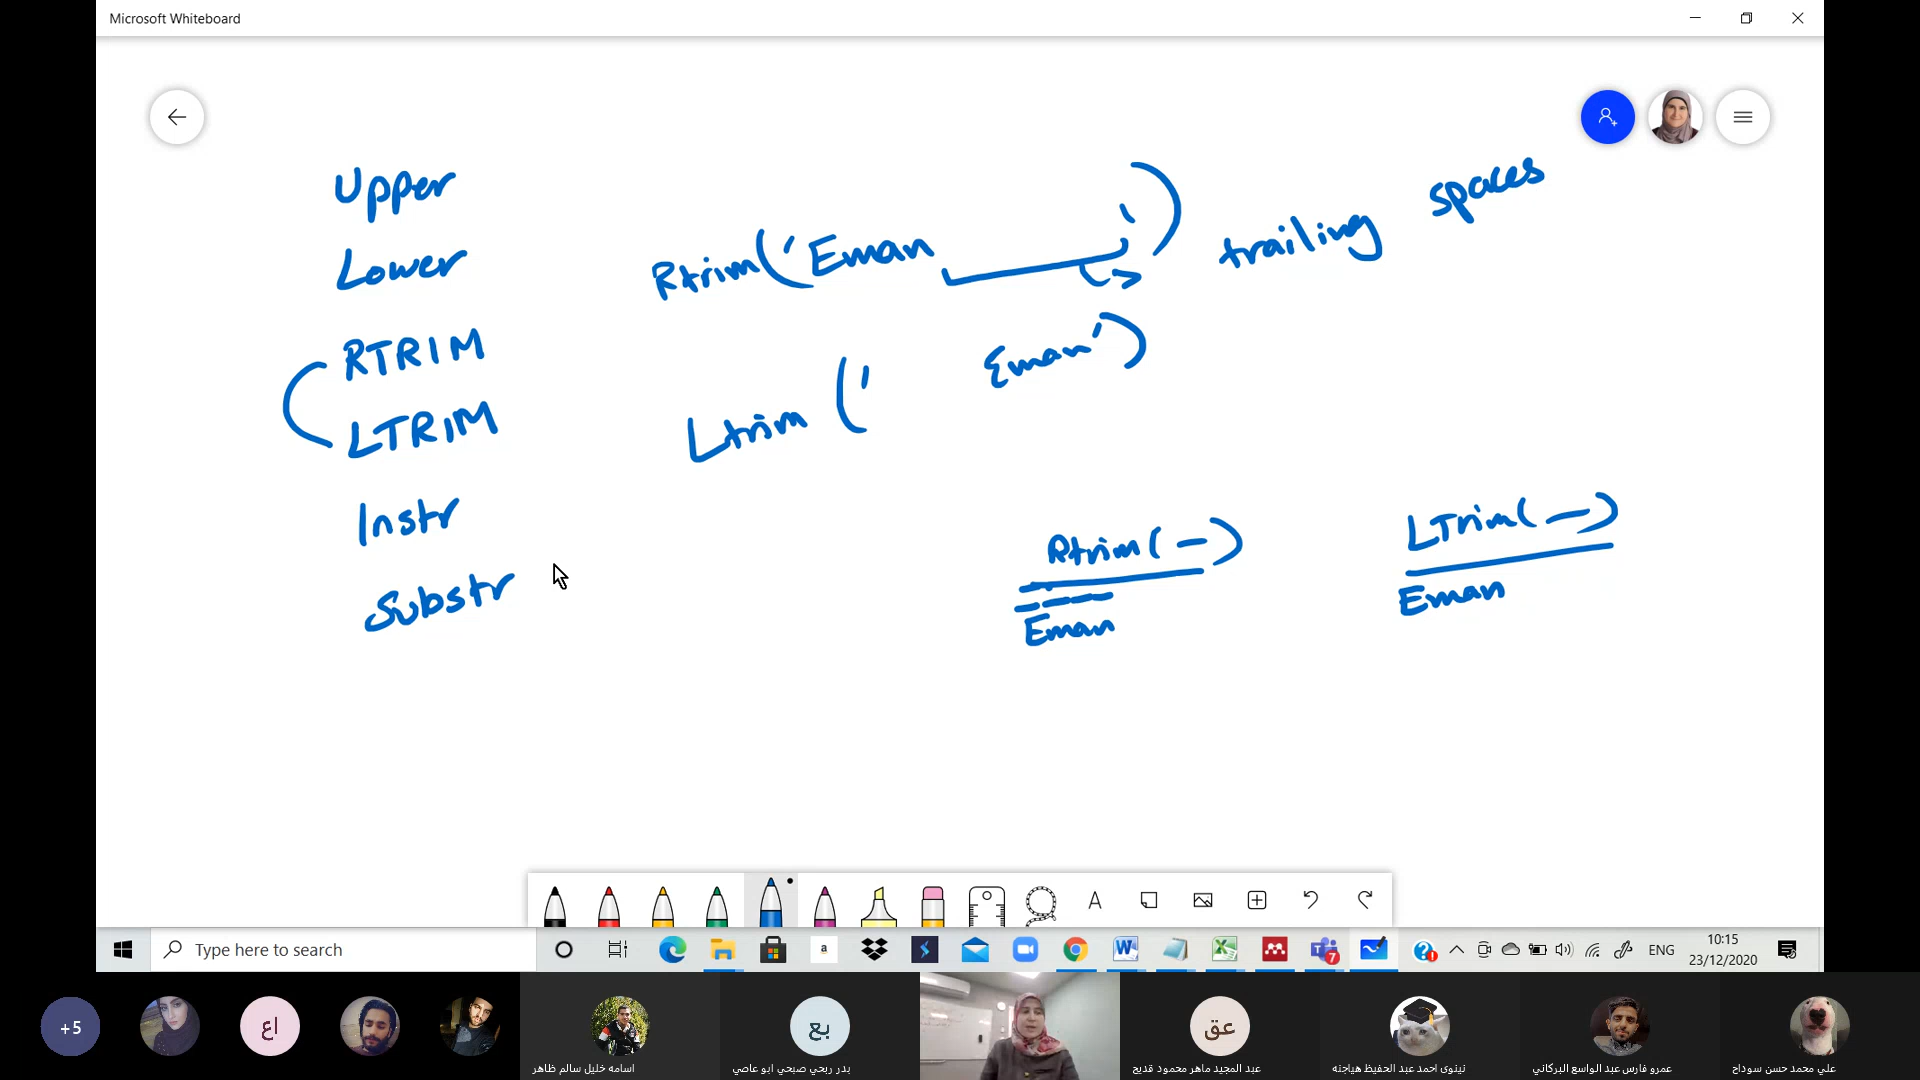 Microsoft Whiteboard
Upper
Lower
RTRIM
LTRIM
Instr
Substr
Rtrim('Eman ') trailing spaces
Ltrim (' Eman')
Rtrim( — )
Eman
LTrim( — )
Eman
Type here to search
a
A
7
ENG
10:15
23/12/2020
+5
اع
بع
عق
اسامه خليل سالم ظاهر
بدر ربحي صبحي ابو عاصي
عبد المجيد ماهر محمود قديح
نينوى احمد عبد الحفيظ هياجنه
عمرو فارس عبد الواسع البركاني
علي محمد حسن سوداح